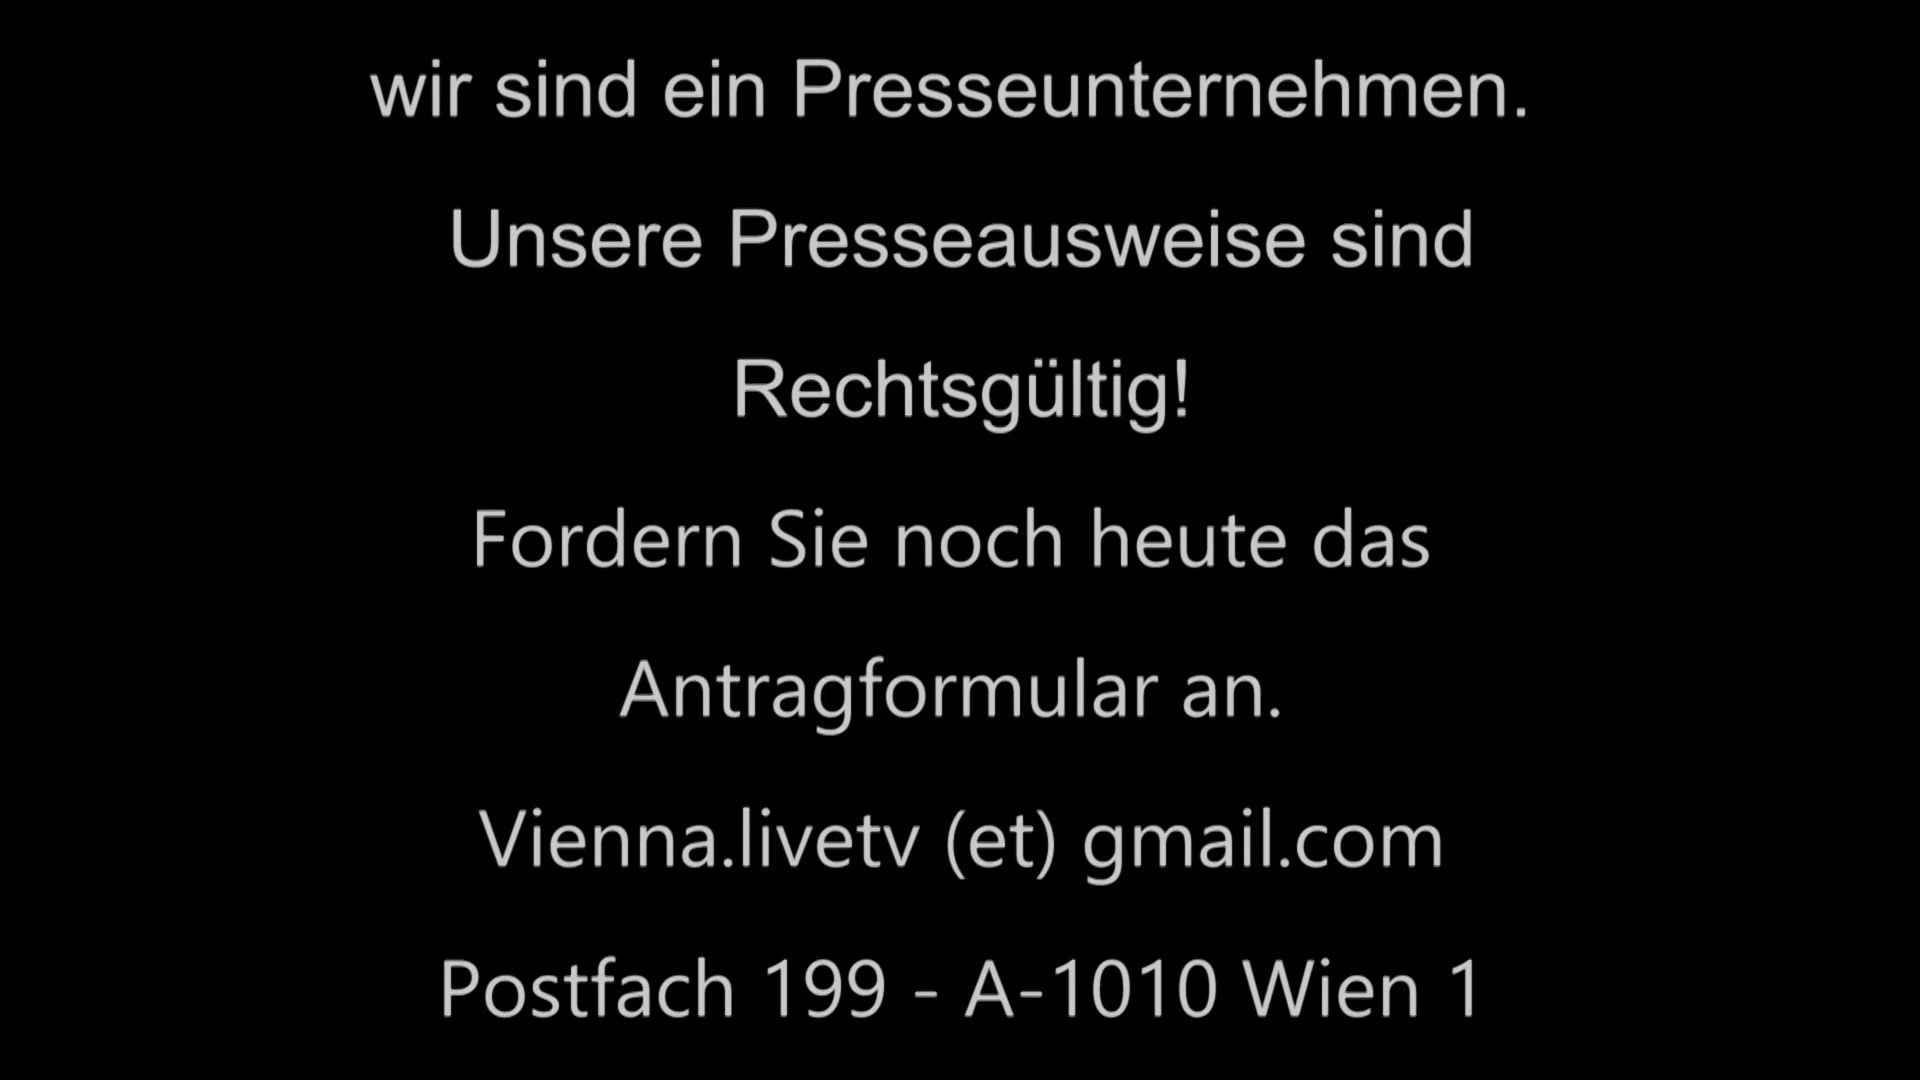 wir sind ein Presseunternehmen.
Unsere Presseausweise sind
Rechtsgültig!
Fordern Sie noch heute das
Antragformular an.
Vienna.livetv (et) gmail.com
Postfach 199 - A-1010 Wien 1